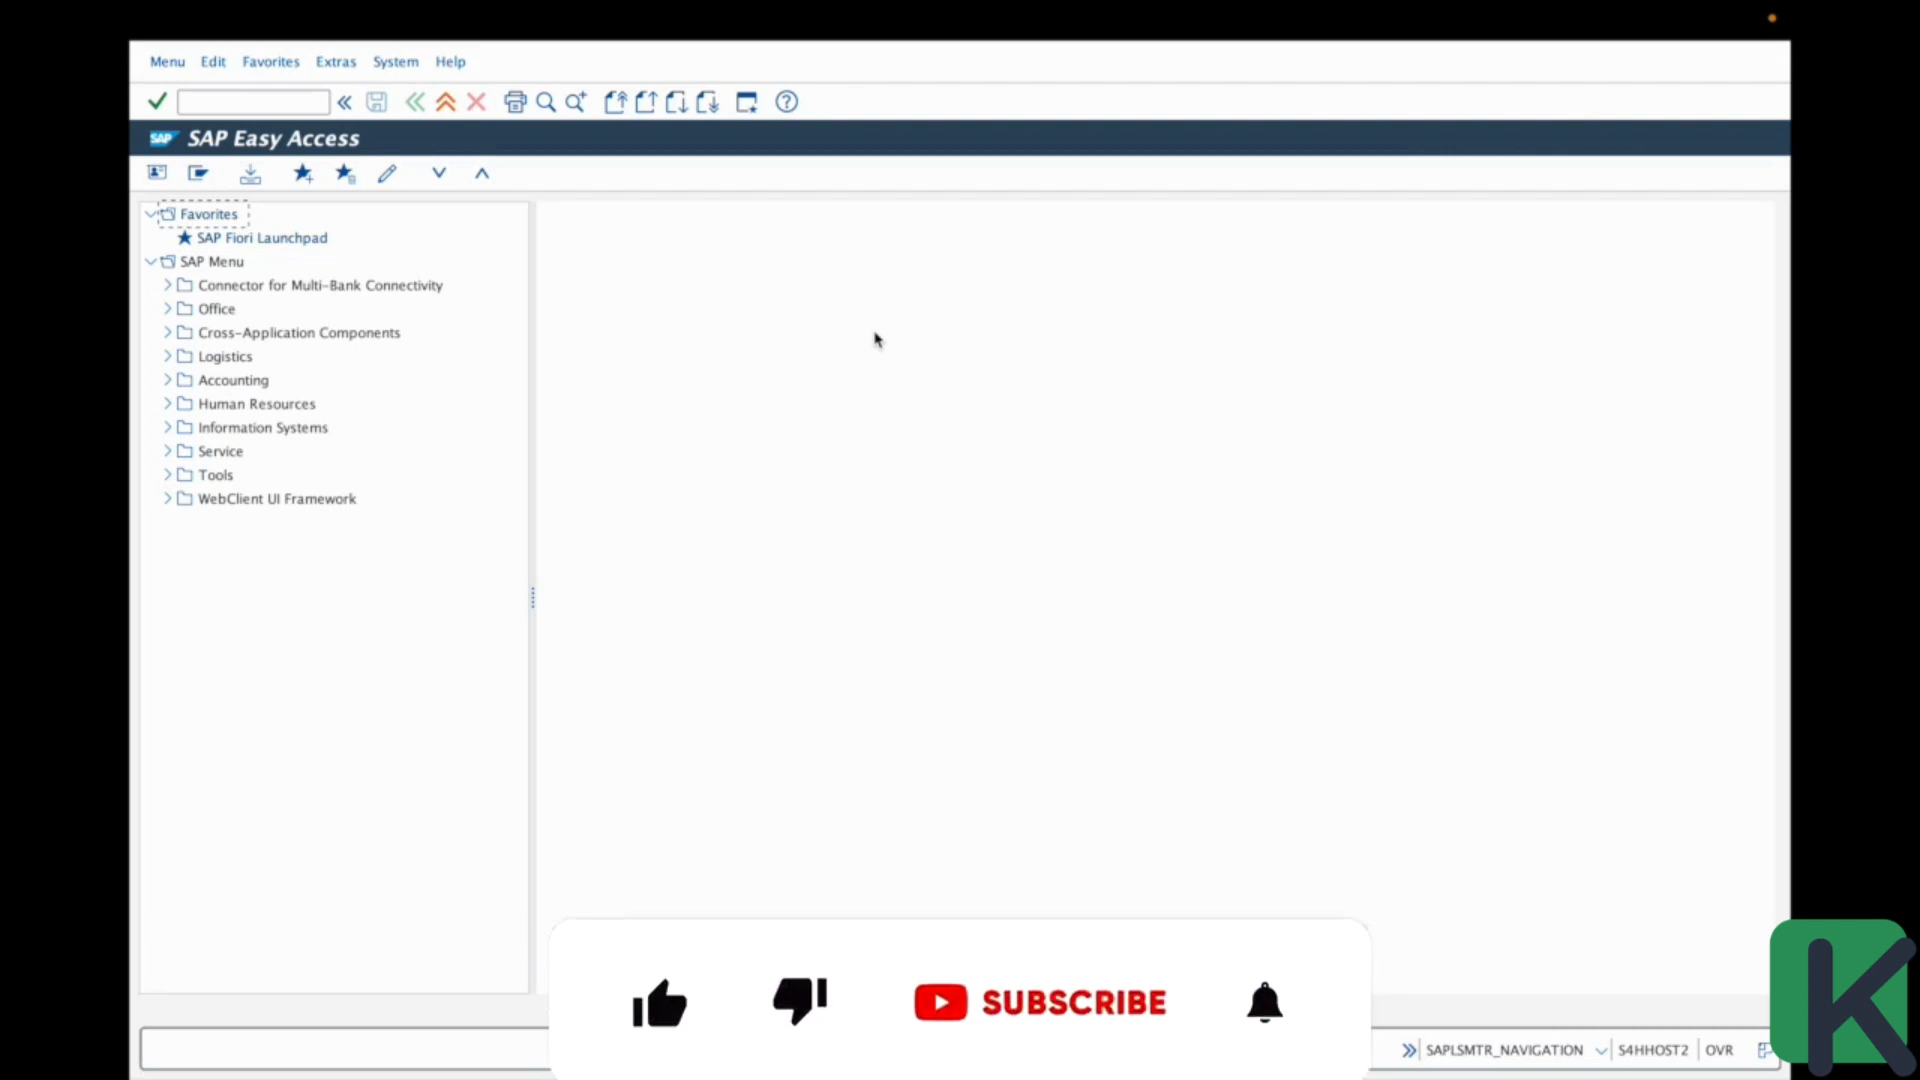 Menu Edit Favorites Extras System Help
SAP SAP Easy Access
Favorites
SAP Fiori Launchpad
SAP Menu
Connector for Multi-Bank Connectivity
Office
Cross-Application Components
Logistics
Accounting
Human Resources
Information Systems
Service
Tools
WebClient UI Framework
SUBSCRIBE
SAPLSMTR_NAVIGATION S4HHOST2 OVR
K